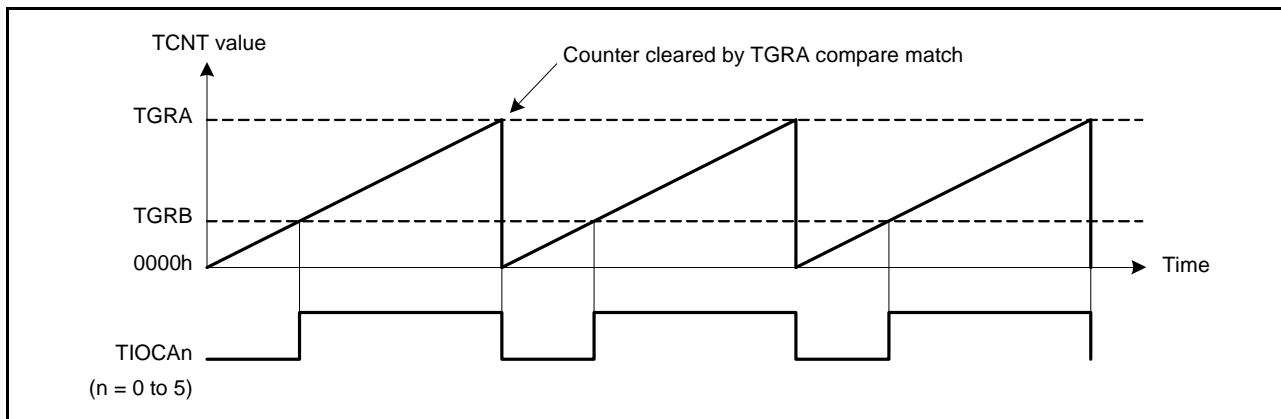 TCNT value
Counter cleared by TGRA compare match
TGRA
TGRB
0000h
Time
TIOCAn
(n = 0 to 5)